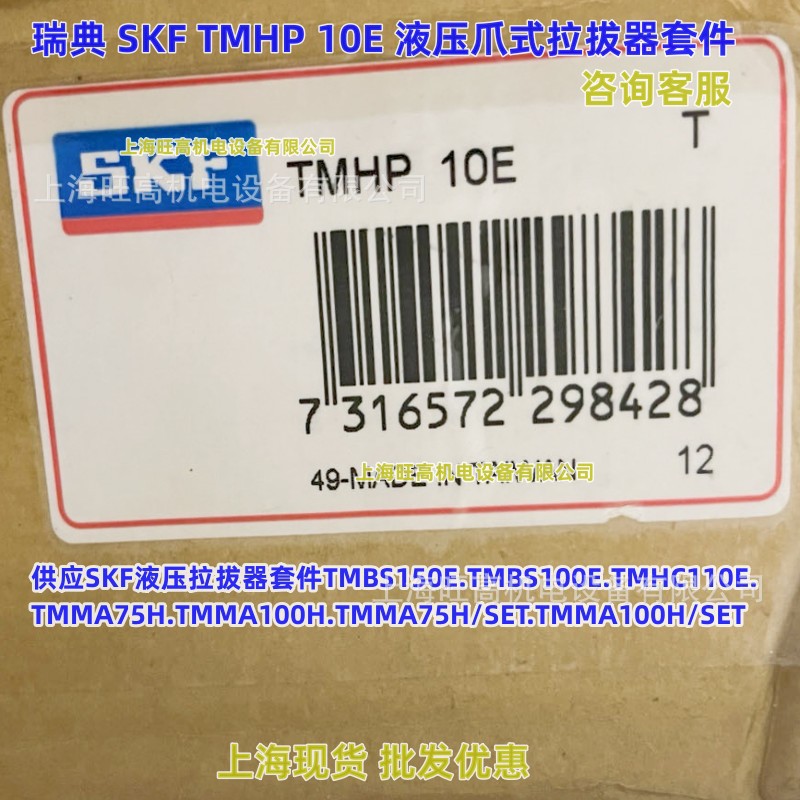 瑞典 SKF TMHP 10E 液压爪式拉拔器套件
咨询客服
T
上海旺高机电设备有限公司
SKF
TMHP 10E
上海旺高机电设备有限公司
7 316572 298428
上海旺高机电设备有限公司
49-MADE IN TAIWAN
12
供应SKF液压拉拔器套件TMBS150E.TMBS100E.TMHC110E.
上海旺高机电设备有限公司
TMMA75H.TMMA100H.TMMA75H/SET.TMMA100H/SET
上海现货 批发优惠